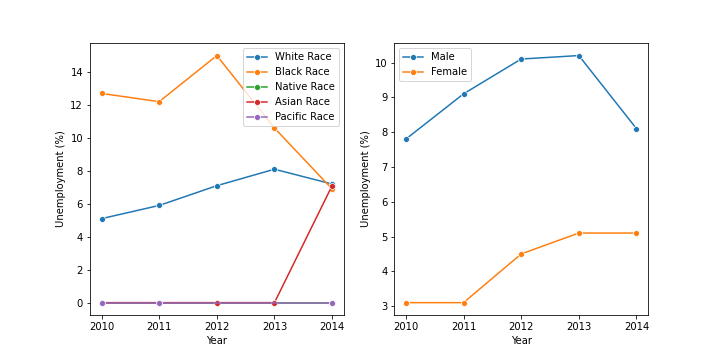 White Race
Black Race
Native Race
Asian Race
Pacific Race
14
12
10
8
6
4
2
0
Unemployment (%)
2010 2011 2012 2013 2014
Year
Male
Female
10
9
8
7
6
5
4
3
Unemployment (%)
2010 2011 2012 2013 2014
Year